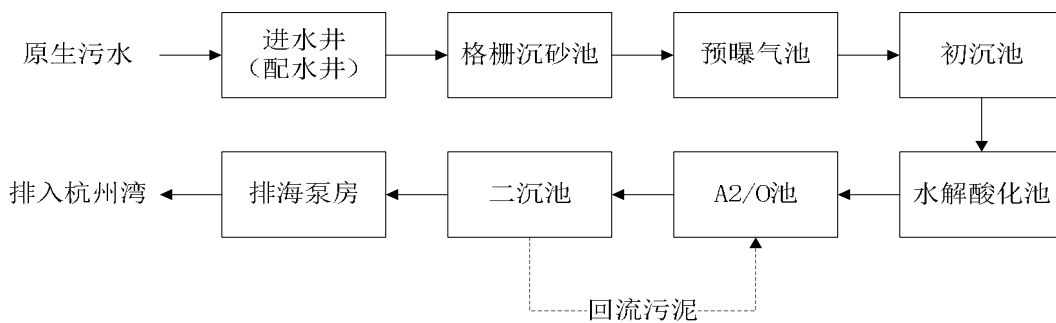 原生污水
进水井
（配水井）
格栅沉砂池
预曝气池
初沉池
排入杭州湾
排海泵房
二沉池
A2/O池
水解酸化池
回流污泥